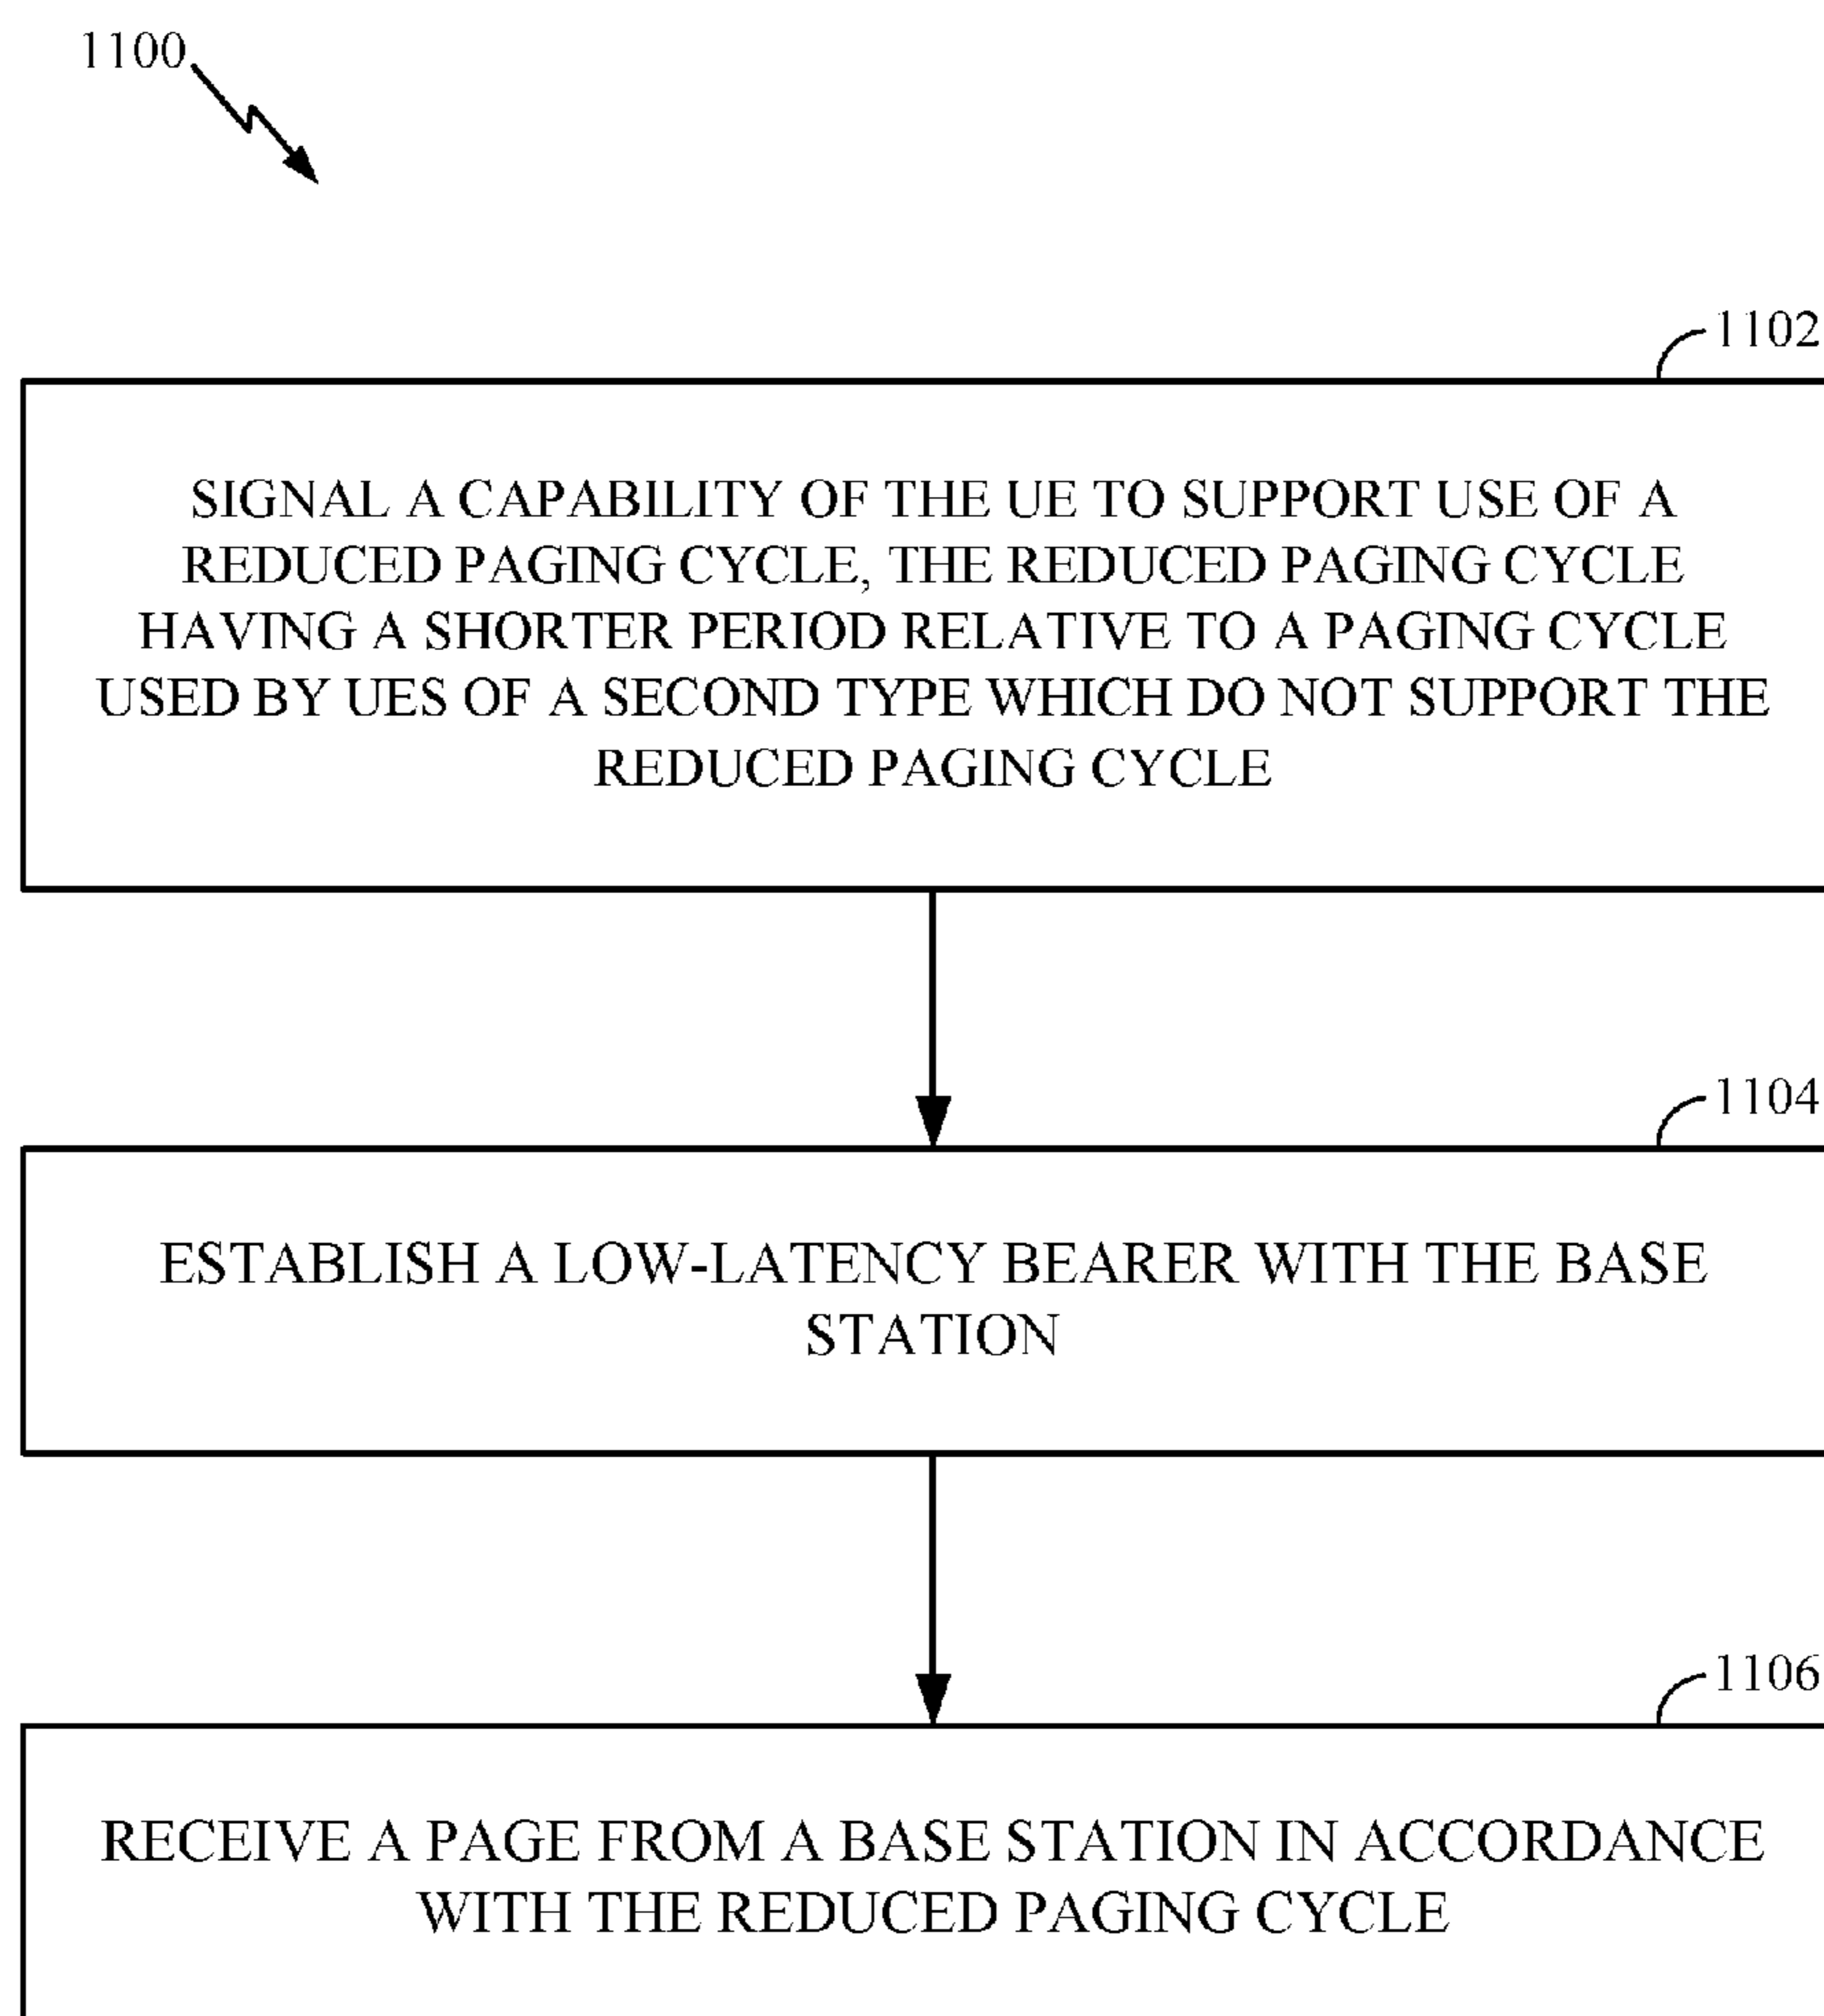 1100
1102
SIGNAL A CAPABILITY OF THE UE TO SUPPORT USE OF A
REDUCED PAGING CYCLE, THE REDUCED PAGING CYCLE
HAVING A SHORTER PERIOD RELATIVE TO A PAGING CYCLE
USED BY UES OF A SECOND TYPE WHICH DO NOT SUPPORT THE
REDUCED PAGING CYCLE
1104
ESTABLISH A LOW-LATENCY BEARER WITH THE BASE
STATION
1106
RECEIVE A PAGE FROM A BASE STATION IN ACCORDANCE
WITH THE REDUCED PAGING CYCLE